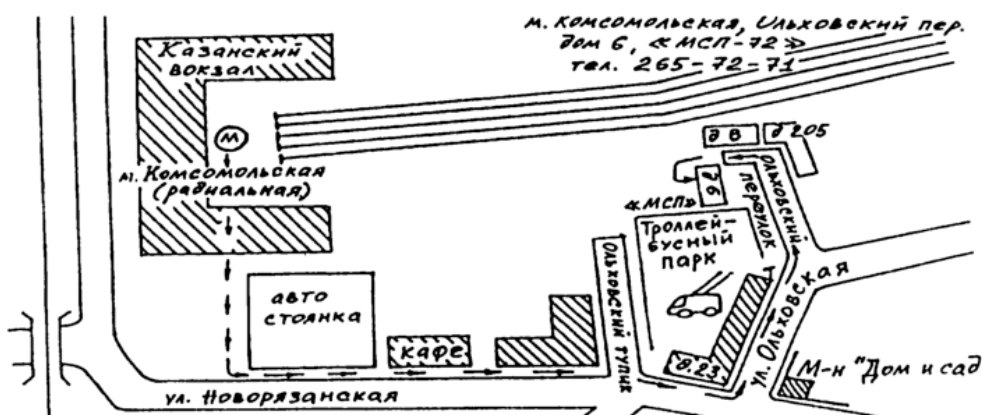 м. Комсомольская, Ольховский пер.
дом 6, «МСП-72»
тел. 265-72-71
Казанский
вокзал
м
м. Комсомольская
(радиальная)
д 8
д 205
д 6
Ольховский
переулок
«МСП»
Троллей-
бусный
парк
Ольховский тупик
авто
стоянка
кафе
д. 23
ул. Ольховская
М-н "Дом и сад
ул. Новорязанская